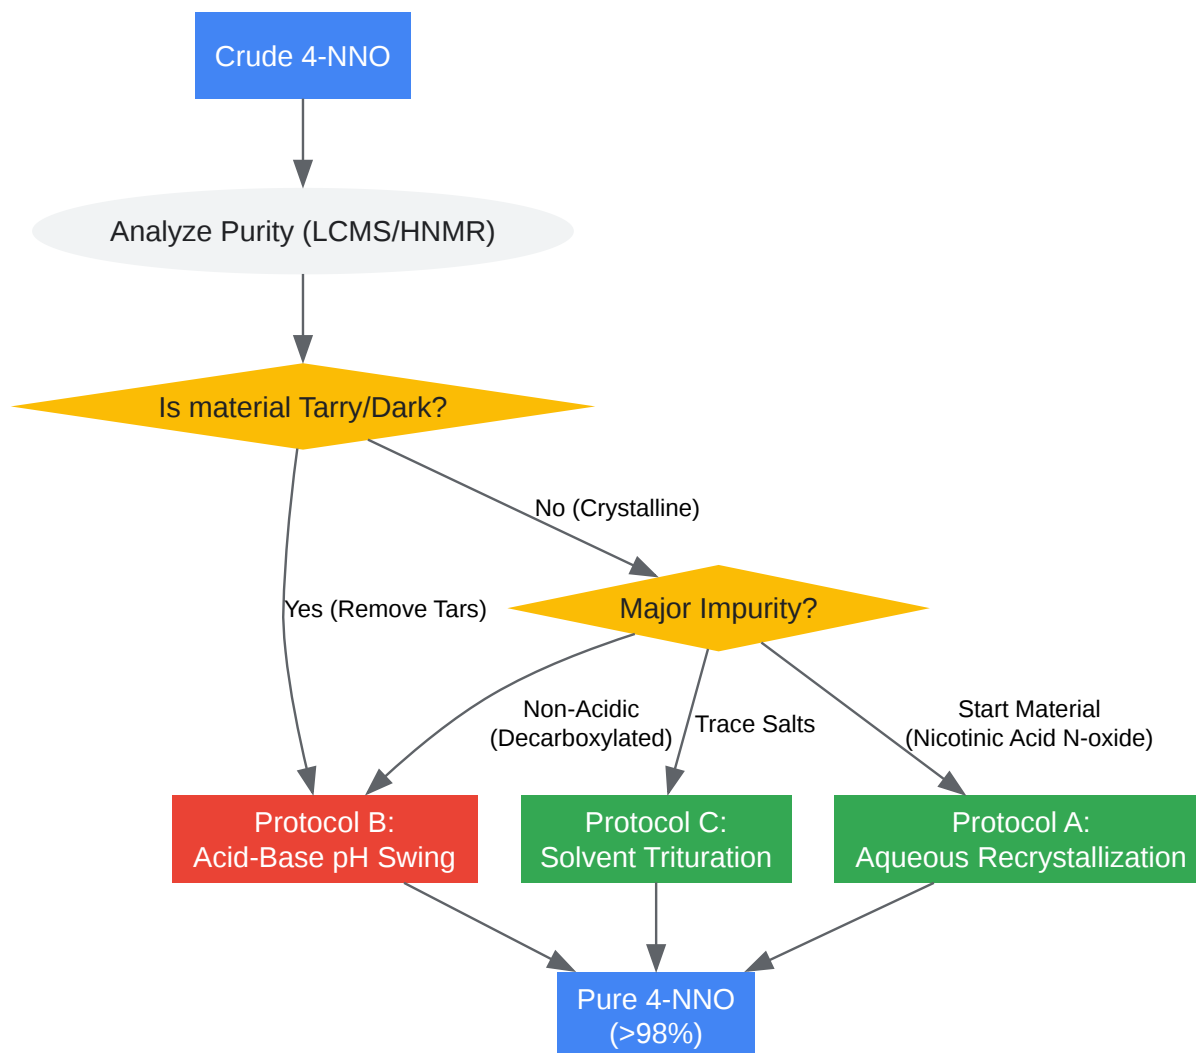 Crude 4-NNO
Analyze Purity (LCMS/HNMR)
Is material Tarry/Dark?
No (Crystalline)
Yes (Remove Tars)
Major Impurity?
Non-Acidic
(Decarboxylated)
Trace Salts
Start Material
(Nicotinic Acid N-oxide)
Protocol B:
Acid-Base pH Swing
Protocol C:
Solvent Trituration
Protocol A:
Aqueous Recrystallization
Pure 4-NNO
(>98%)